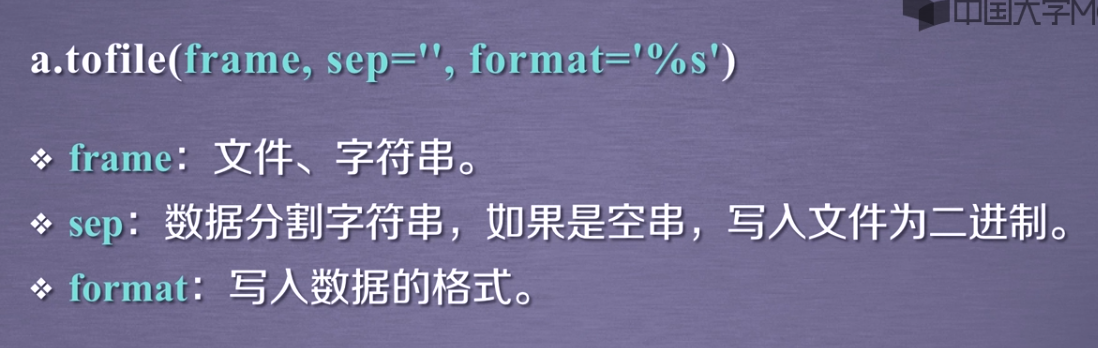 中国大学M
a.tofile(frame, sep='', format='%s')
❖ frame：文件、字符串。
❖ sep：数据分割字符串，如果是空串，写入文件为二进制。
❖ format：写入数据的格式。